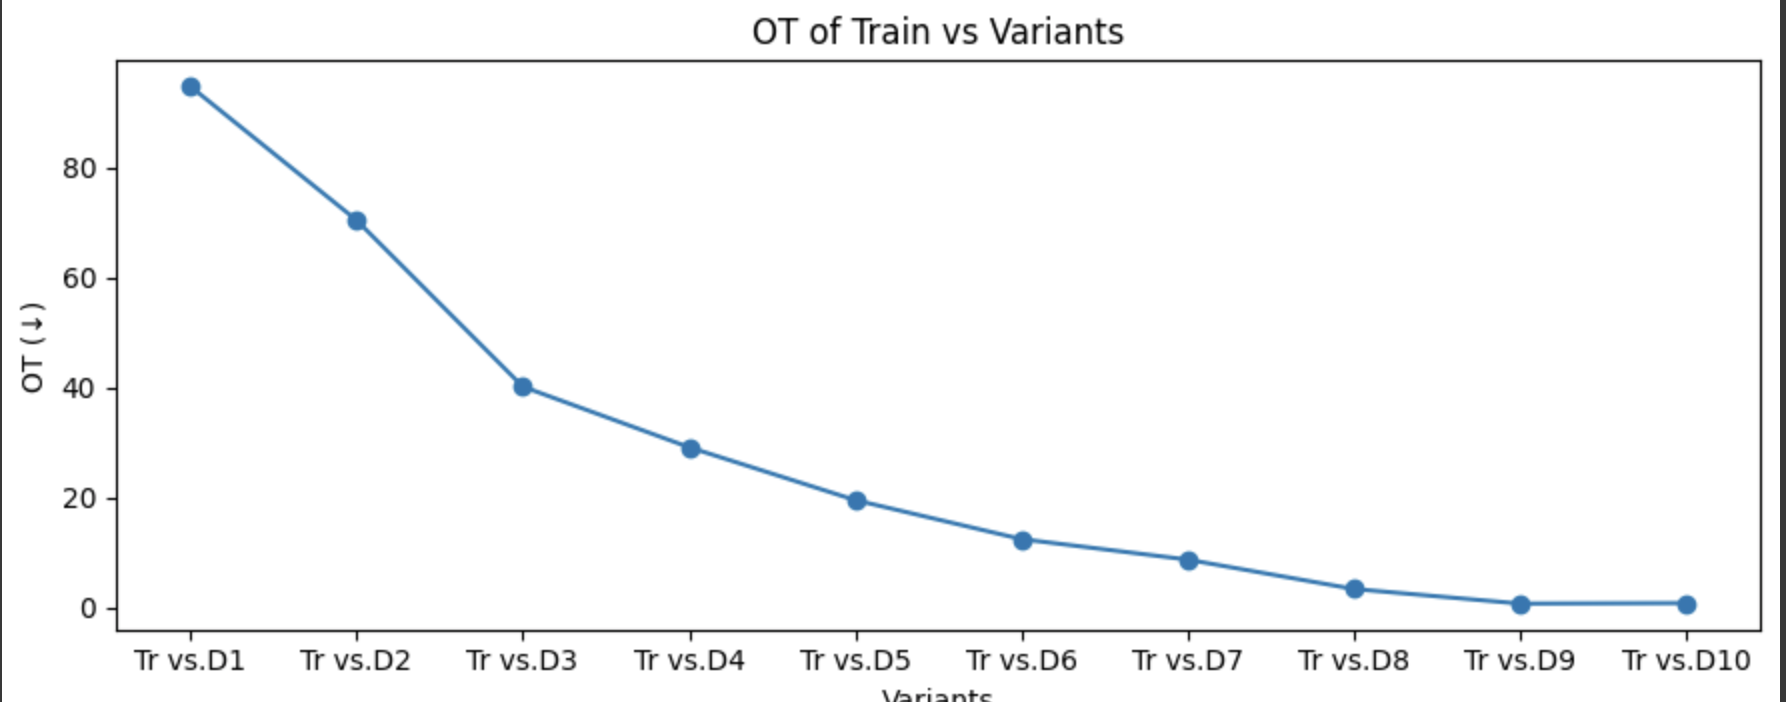 OT of Train vs Variants
OT (↓)
80
60
40
20
0
Tr vs.D1 Tr vs.D2 Tr vs.D3 Tr vs.D4 Tr vs.D5 Tr vs.D6 Tr vs.D7 Tr vs.D8 Tr vs.D9 Tr vs.D10
Variants